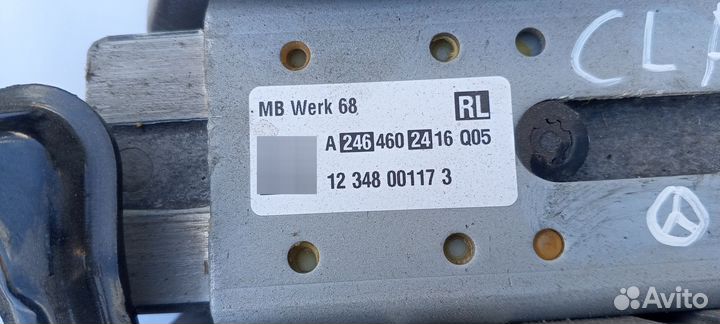 CLA
MB Werk 68
RL
A 246 460 24 16 Q05
12 348 00117 3
Avito